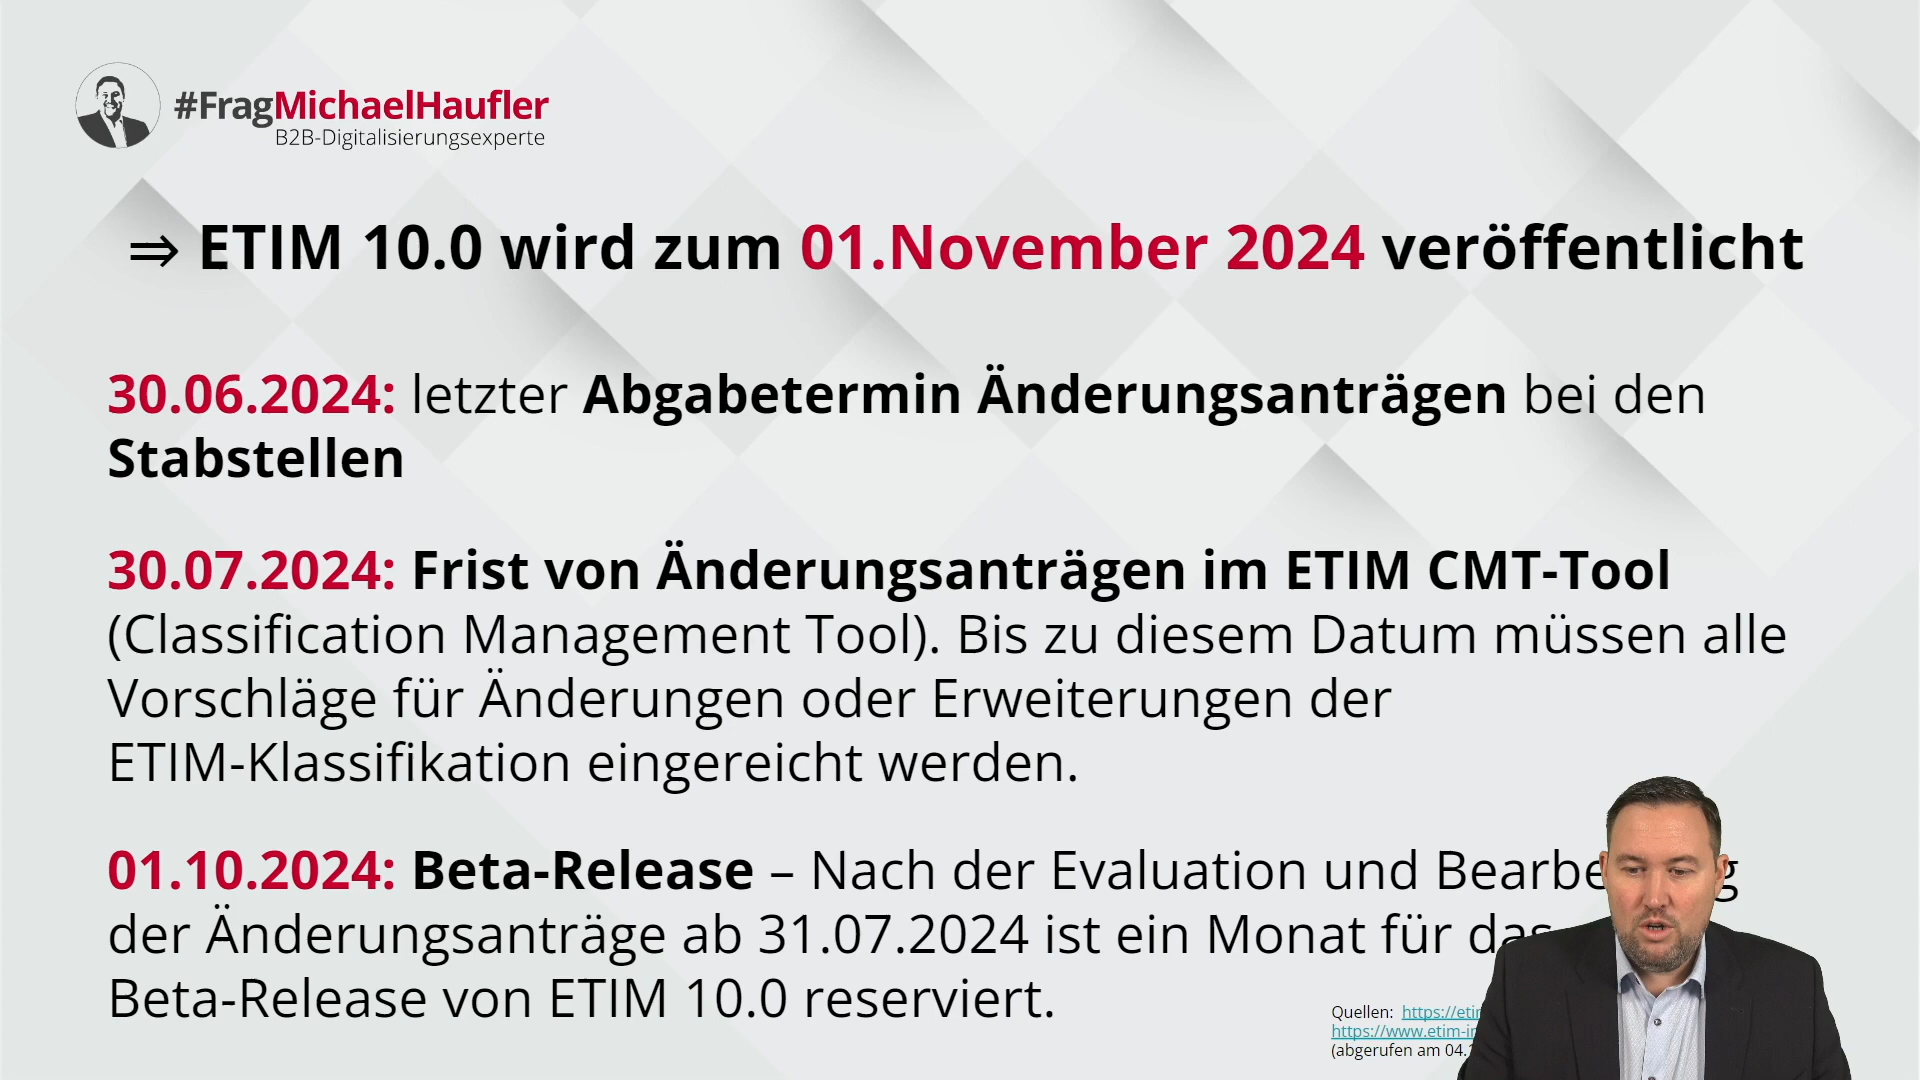 #FragMichaelHaufler
B2B-Digitalisierungsexperte
⇒ ETIM 10.0 wird zum 01.November 2024 veröffentlicht
30.06.2024: letzter Abgabetermin Änderungsanträgen bei den
Stabstellen
30.07.2024: Frist von Änderungsanträgen im ETIM CMT-Tool
(Classification Management Tool). Bis zu diesem Datum müssen alle
Vorschläge für Änderungen oder Erweiterungen der
ETIM-Klassifikation eingereicht werden.
01.10.2024: Beta-Release – Nach der Evaluation und
der Änderungsanträge ab 31.07.2024 ist ein Monat für das
Beta-Release von ETIM 10.0 reserviert.
Quellen:
(abgerufen am